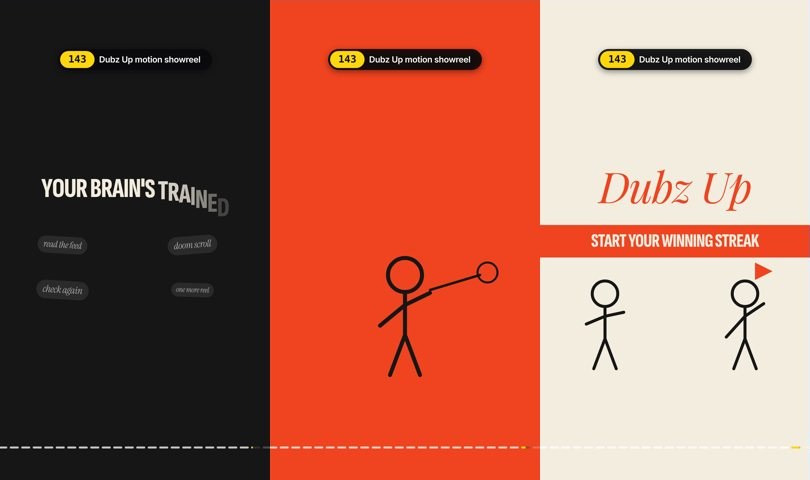 143 Dubz Up motion showreel
YOUR BRAIN'S TRAINED
read the feed
doom scroll
check again
one more reel
143 Dubz Up motion showreel
143 Dubz Up motion showreel
Dubz Up
START YOUR WINNING STREAK